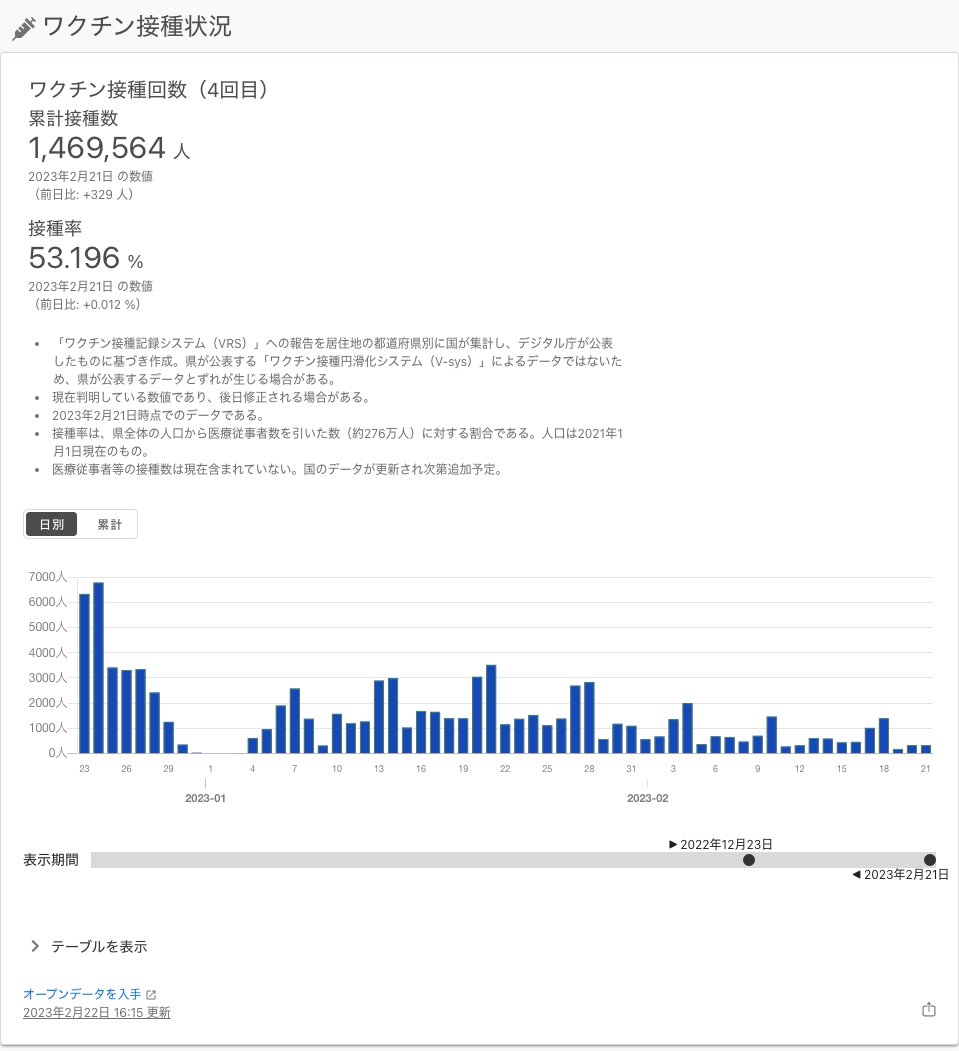 ワクチン接種状況
ワクチン接種回数（4回目）
累計接種数
1,469,564 人
2023年2月21日 の数値
（前日比: +329 人）
接種率
53.196 %
2023年2月21日 の数値
（前日比: +0.012 %）
• 「ワクチン接種記録システム（VRS）」への報告を居住地の都道府県別に国が集計し、デジタル庁が公表
したものに基づき作成。県が公表する「ワクチン接種円滑化システム（V-sys）」によるデータではないた
め、県が公表するデータとずれが生じる場合がある。
• 現在判明している数値であり、後日修正される場合がある。
• 2023年2月21日時点でのデータである。
• 接種率は、県全体の人口から医療従事者数を引いた数（約276万人）に対する割合である。人口は2021年1
月1日現在のもの。
• 医療従事者等の接種数は現在含まれていない。国のデータが更新され次第追加予定。
日別 累計
7000人
6000人
5000人
4000人
3000人
2000人
1000人
0人
23 26 29 1 4 7 10 13 16 19 22 25 28 31 3 6 9 12 15 18 21
2023-01 2023-02
▶ 2022年12月23日
表示期間
◀ 2023年2月21日
テーブルを表示
オープンデータを入手
2023年2月22日 16:15 更新